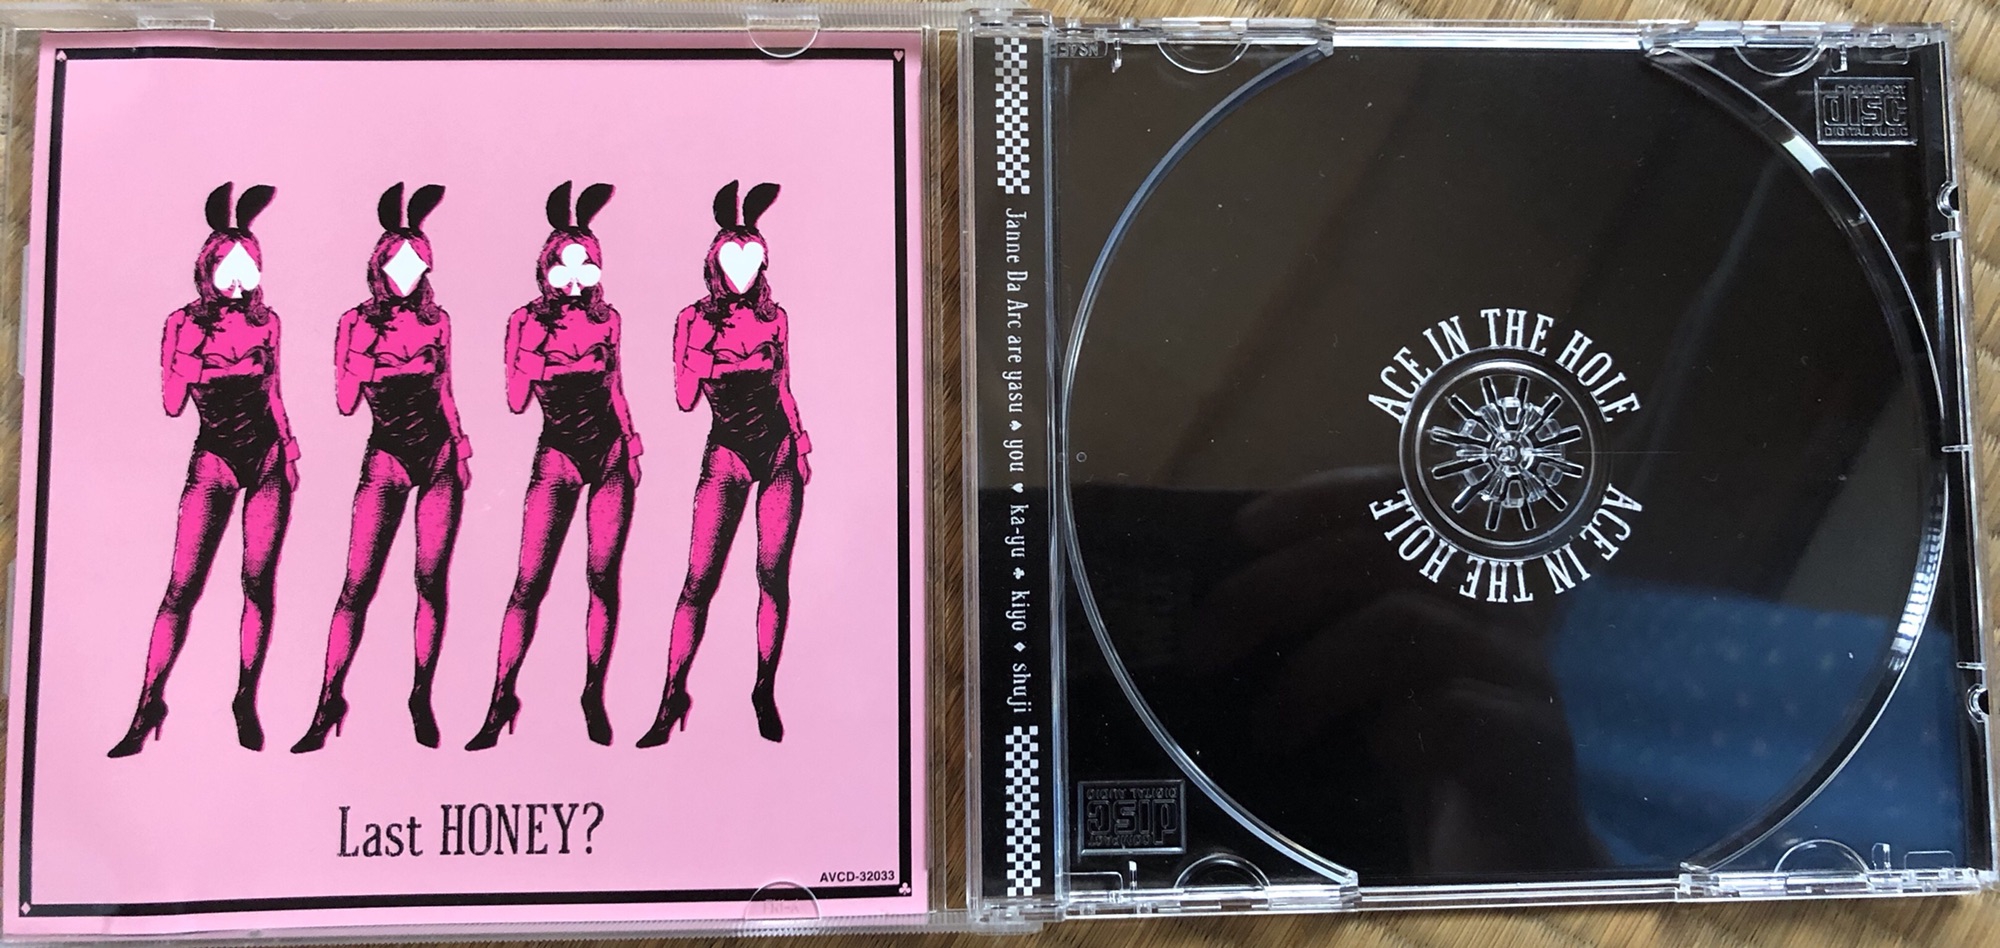 Last HONEY?
AVCD-32033
Janne Da Arc are yasu ♠ you ♥ ka-yu ♣ kiyo ♦ shuji
COMPACT
disc
DIGITAL AUDIO
ACE IN THE HOLE
ACE IN THE HOLE
COMPACT
disc
DIGITAL AUDIO